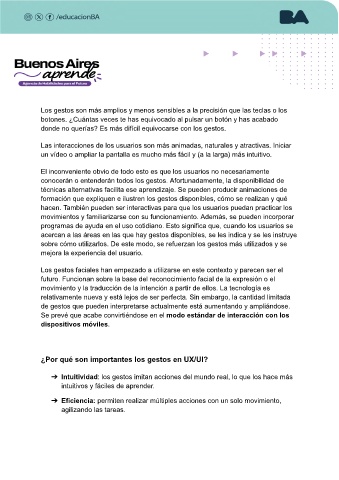 /educacionBA
BA
Buenos Aires
aprende
Agencia de Habilidades para el Futuro
Los gestos son más amplios y menos sensibles a la precisión que las teclas o los
botones. ¿Cuántas veces te has equivocado al pulsar un botón y has acabado
donde no querías? Es más difícil equivocarse con los gestos.
Las interacciones de los usuarios son más animadas, naturales y atractivas. Iniciar
un vídeo o ampliar la pantalla es mucho más fácil y (a la larga) más intuitivo.
El inconveniente obvio de todo esto es que los usuarios no necesariamente
conocerán o entenderán todos los gestos. Afortunadamente, la disponibilidad de
técnicas alternativas facilita ese aprendizaje. Se pueden producir animaciones de
formación que expliquen e ilustren los gestos disponibles, cómo se realizan y qué
hacen. También pueden ser interactivas para que los usuarios puedan practicar los
movimientos y familiarizarse con su funcionamiento. Además, se pueden incorporar
programas de ayuda en el uso cotidiano. Esto significa que, cuando los usuarios se
acercan a las áreas en las que hay gestos disponibles, se les indica y se les instruye
sobre cómo utilizarlos. De este modo, se refuerzan los gestos más utilizados y se
mejora la experiencia del usuario.
Los gestos faciales han empezado a utilizarse en este contexto y parecen ser el
futuro. Funcionan sobre la base del reconocimiento facial de la expresión o el
movimiento y la traducción de la intención a partir de ellos. La tecnología es
relativamente nueva y está lejos de ser perfecta. Sin embargo, la cantidad limitada
de gestos que pueden interpretarse actualmente está aumentando y ampliándose.
Se prevé que acabe convirtiéndose en el modo estándar de interacción con los
dispositivos móviles.
¿Por qué son importantes los gestos en UX/UI?
➔ Intuitividad: los gestos imitan acciones del mundo real, lo que los hace más
intuitivos y fáciles de aprender.
➔ Eficiencia: permiten realizar múltiples acciones con un solo movimiento,
agilizando las tareas.